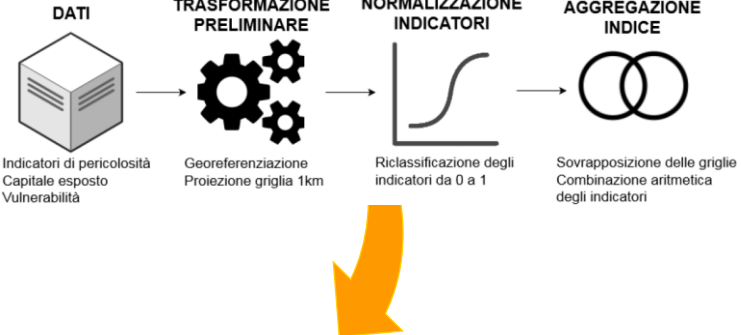 DATI
TRASFORMAZIONE
PRELIMINARE
NORMALIZZAZIONE
INDICATORI
AGGREGAZIONE
INDICE
Indicatori di pericolosità
Capitale esposto
Vulnerabilità
Georeferenziazione
Proiezione griglia 1km
Riclassificazione degli
indicatori da 0 a 1
Sovrapposizione delle griglie
Combinazione aritmetica
degli indicatori